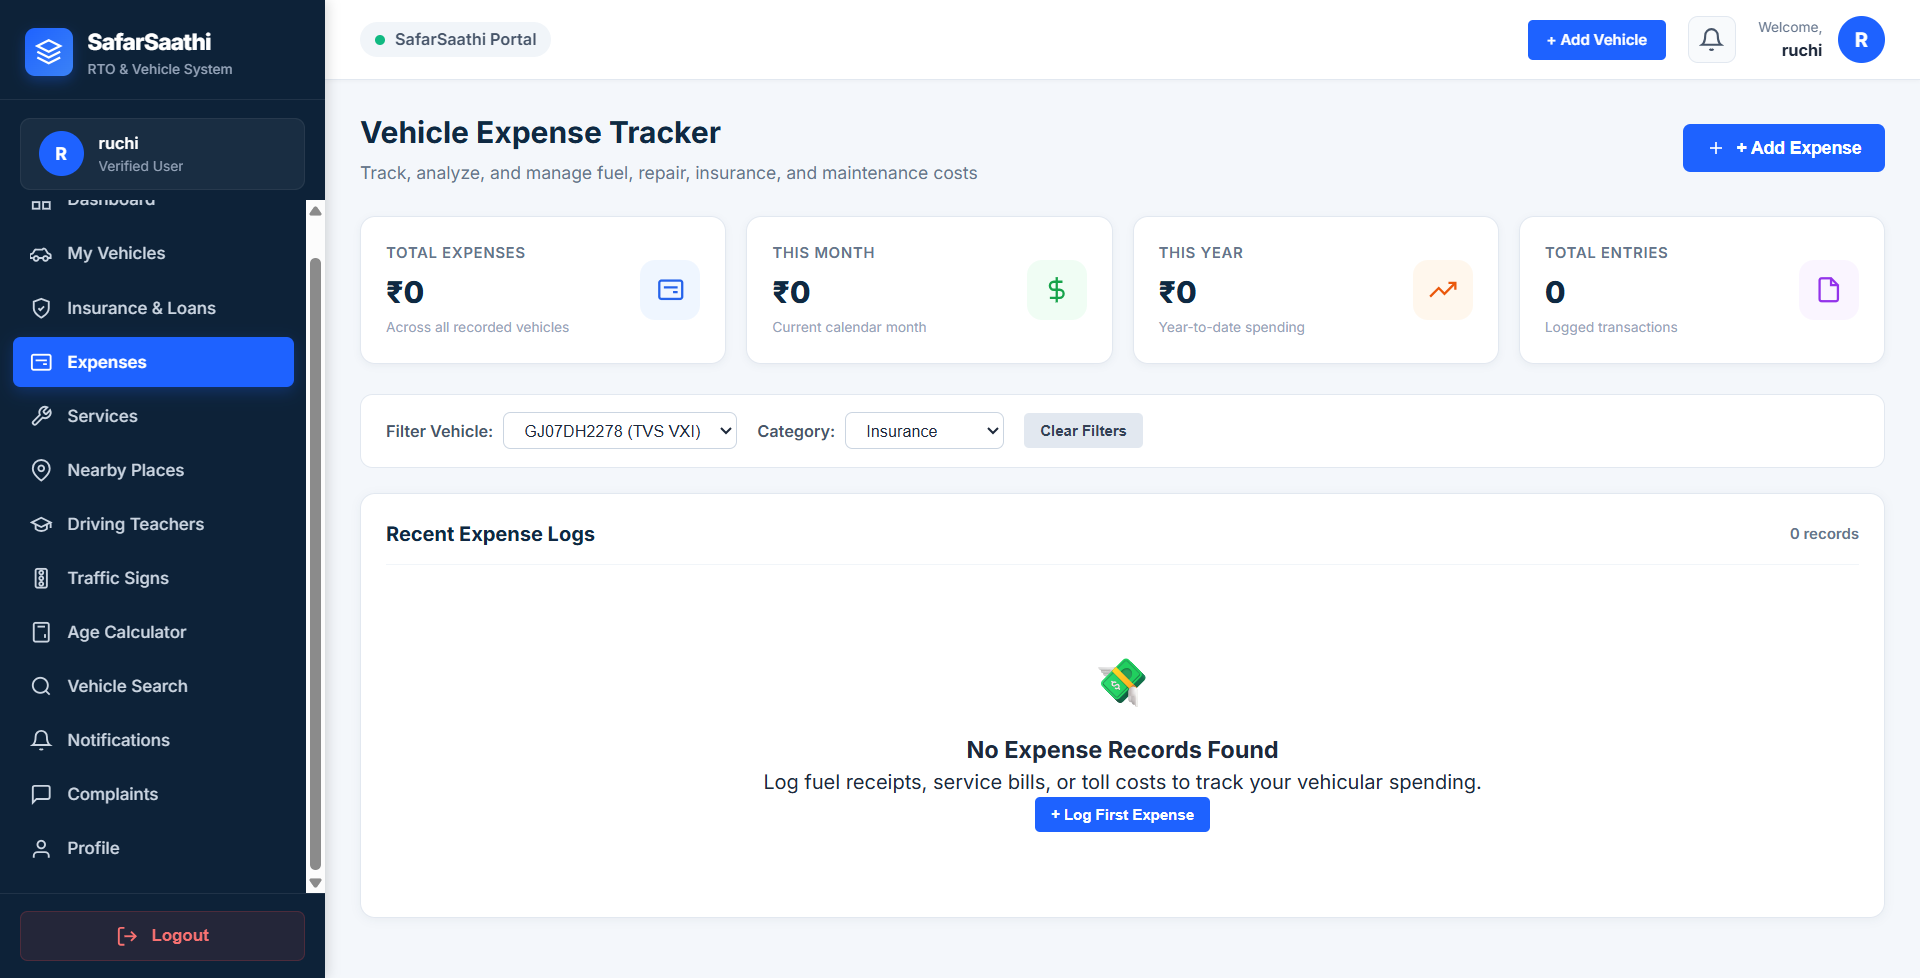 SafarSaathi
RTO & Vehicle System
R
ruchi
Verified User
Dashboard
My Vehicles
Insurance & Loans
Expenses
Services
Nearby Places
Driving Teachers
Traffic Signs
Age Calculator
Vehicle Search
Notifications
Complaints
Profile
Logout
SafarSaathi Portal
+ Add Vehicle
Welcome,
ruchi
R
Vehicle Expense Tracker
Track, analyze, and manage fuel, repair, insurance, and maintenance costs
+ + Add Expense
TOTAL EXPENSES
₹0
Across all recorded vehicles
THIS MONTH
₹0
$
Current calendar month
THIS YEAR
₹0
Year-to-date spending
TOTAL ENTRIES
0
Logged transactions
Filter Vehicle: GJ07DH2278 (TVS VXI) Category: Insurance Clear Filters
Recent Expense Logs
0 records
No Expense Records Found
Log fuel receipts, service bills, or toll costs to track your vehicular spending.
+ Log First Expense